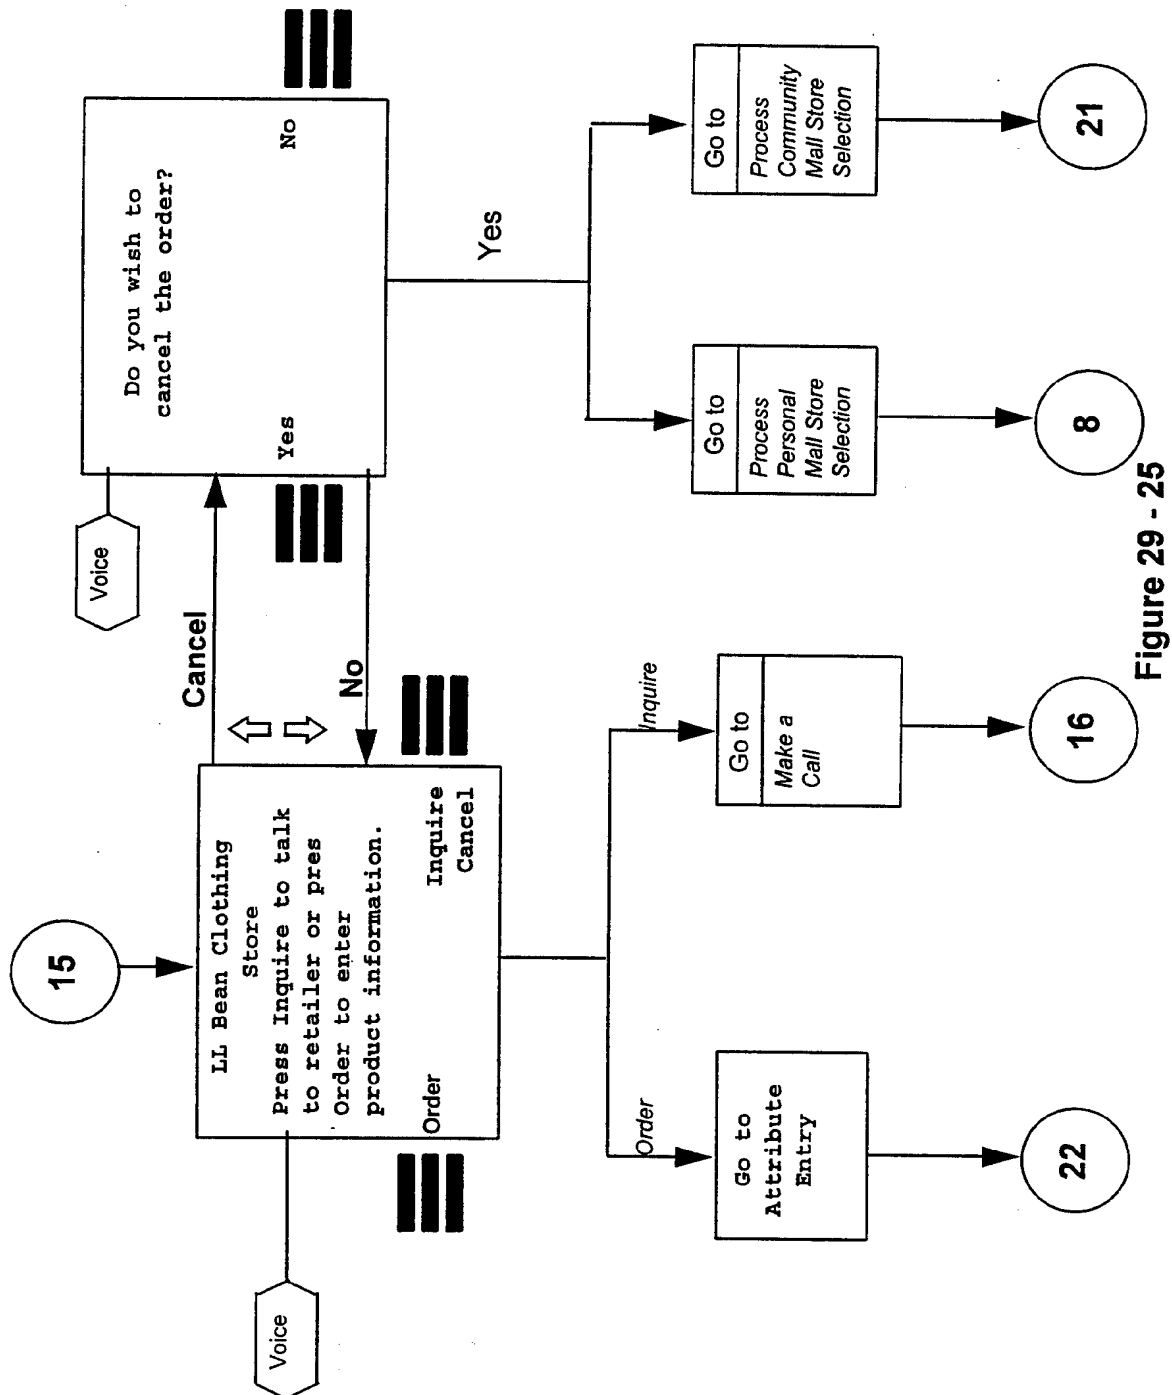 15
LL Bean Clothing
Store
Press Inquire to talk
to retailer or pres
Order to enter
product information.
Order
Inquire
Cancel
Voice
Cancel
No
Voice
Do you wish to
cancel the order?
Yes
No
Yes
Order
Inquire
Go to
Attribute
Entry
Go to
Make a
Call
Go to
Process
Personal
Mall Store
Selection
Go to
Process
Community
Mall Store
Selection
22
16
8
21
Figure 29 - 25